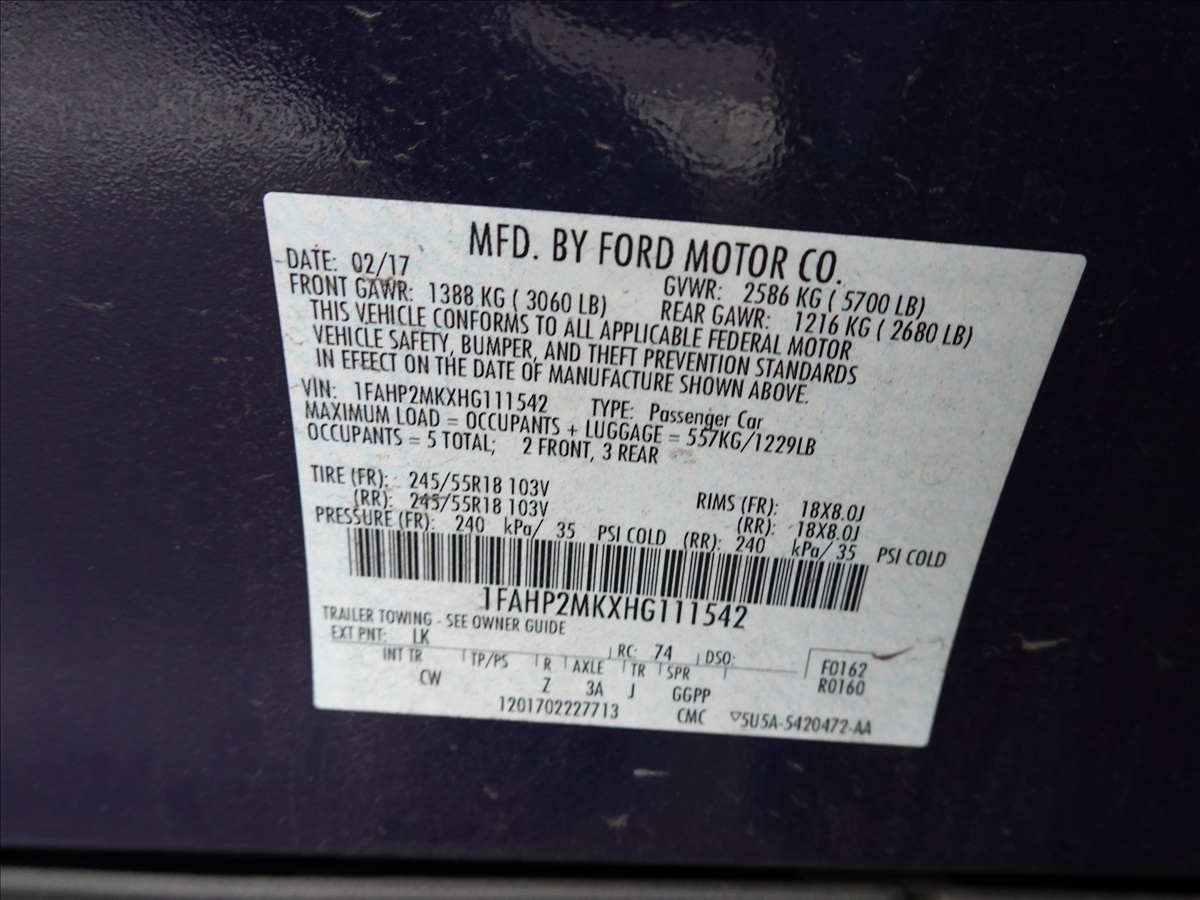 MFD. BY FORD MOTOR CO.
DATE: 02/17 GVWR: 2586 KG ( 5700 LB)
FRONT GAWR: 1388 KG ( 3060 LB) REAR GAWR: 1216 KG ( 2680 LB)
THIS VEHICLE CONFORMS TO ALL APPLICABLE FEDERAL MOTOR
VEHICLE SAFETY, BUMPER, AND THEFT PREVENTION STANDARDS
IN EFFECT ON THE DATE OF MANUFACTURE SHOWN ABOVE.
VIN: 1FAHP2MKXHG111542 TYPE: Passenger Car
MAXIMUM LOAD = OCCUPANTS + LUGGAGE = 557KG/1229LB
OCCUPANTS = 5 TOTAL; 2 FRONT, 3 REAR
TIRE (FR): 245/55R18 103V RIMS (FR): 18X8.0J
(RR): 245/55R18 103V (RR): 18X8.0J
PRESSURE (FR): 240 kPa/ 35 PSI COLD (RR): 240 kPa/ 35 PSI COLD
1FAHP2MKXHG111542
TRAILER TOWING - SEE OWNER GUIDE
EXT PNT: LK RC: 74 DSO: F0162
INT TR TP/PS R AXLE TR SPR R0160
CW Z 3A J GGPP
1201702227713 CMC ▽5U5A-5420472-AA